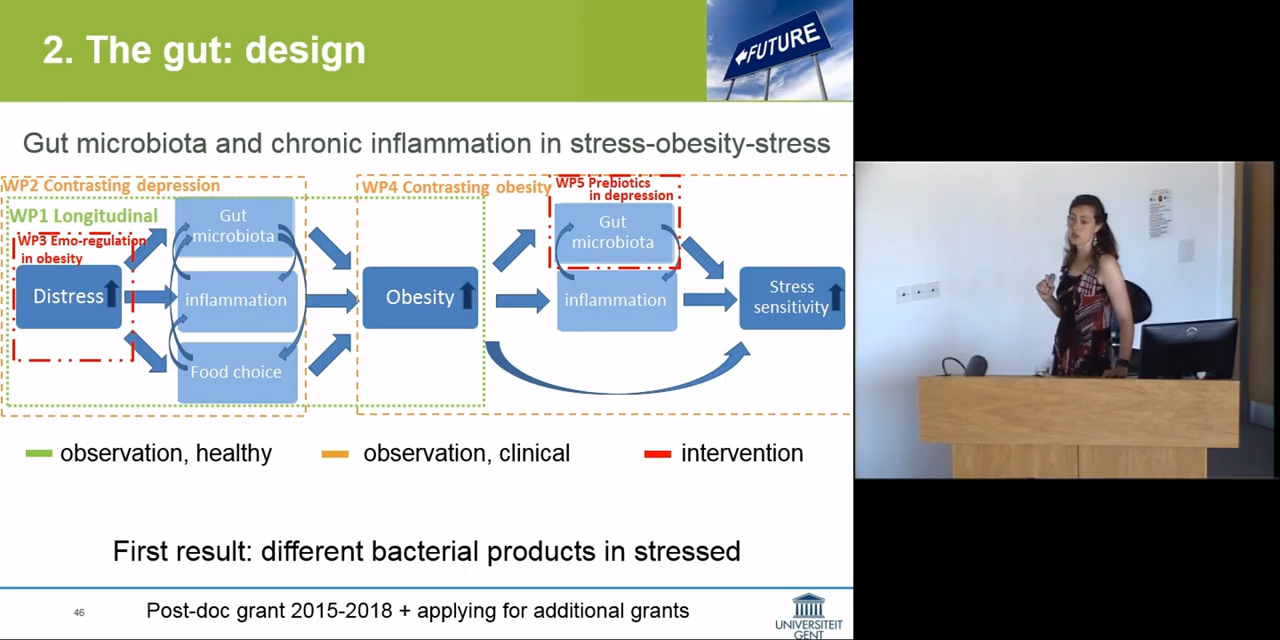 2. The gut: design
FUTURE
Gut microbiota and chronic inflammation in stress-obesity-stress
WP2 Contrasting depression
WP4 Contrasting obesity
WP5 Prebiotics
in depression
WP1 Longitudinal
WP3 Emo-regulation
in obesity
Distress
Gut
microbiota
inflammation
Food choice
Obesity
Gut
microbiota
inflammation
Stress
sensitivity
observation, healthy
observation, clinical
intervention
First result: different bacterial products in stressed
46
Post-doc grant 2015-2018 + applying for additional grants
UNIVERSITEIT
GENT